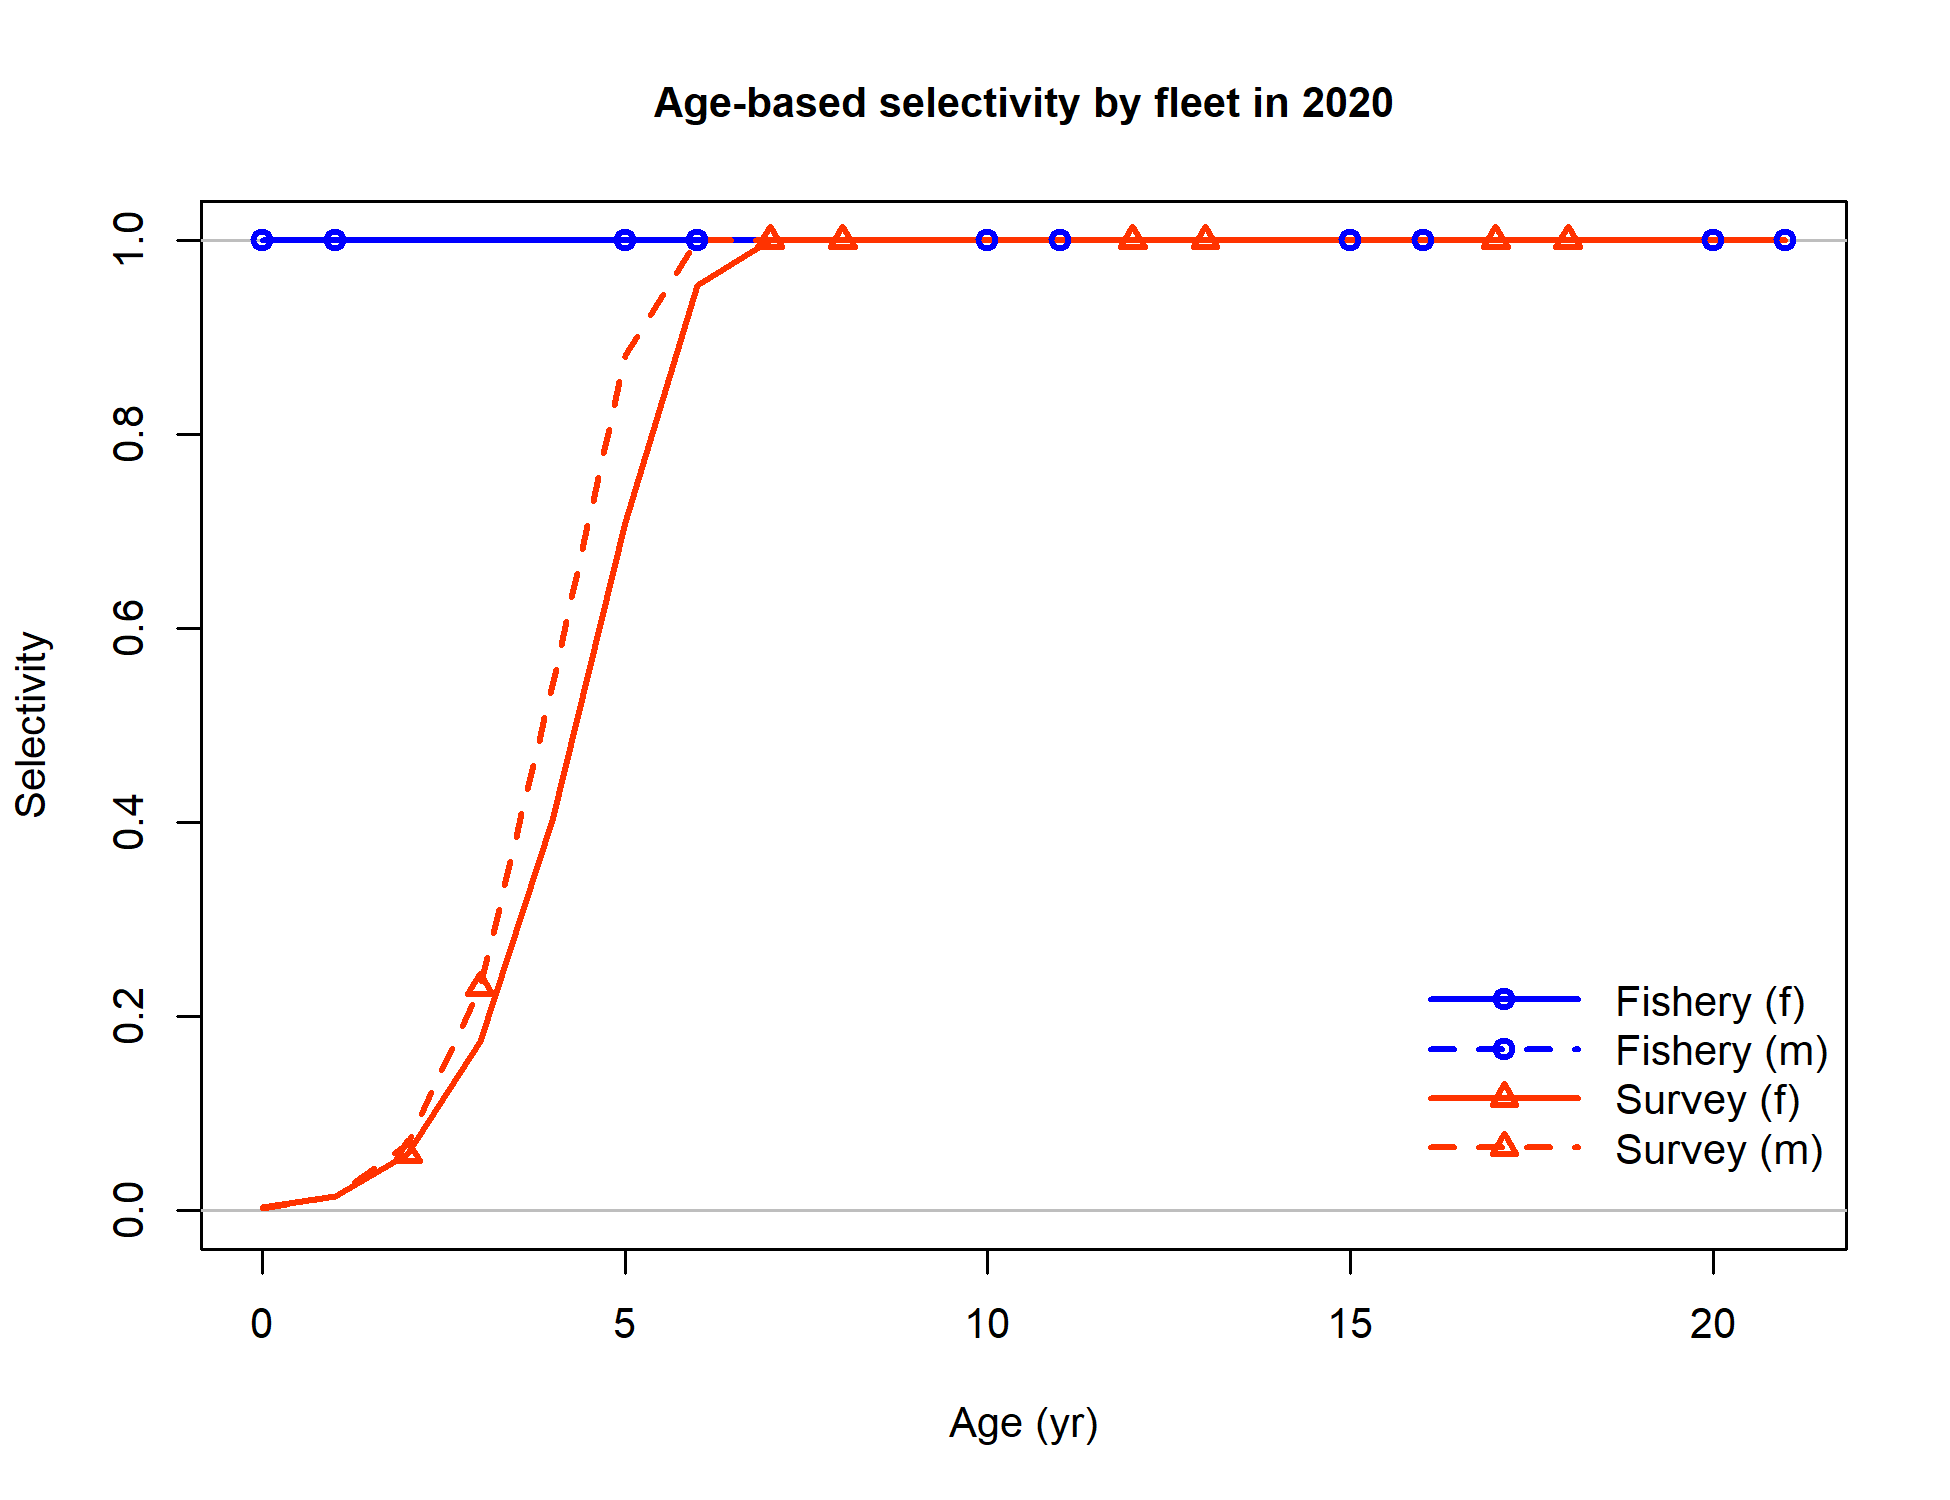 Age-based selectivity by fleet in 2020
Selectivity
1.0
0.8
0.6
0.4
0.2
0.0
Fishery (f)
Fishery (m)
Survey (f)
Survey (m)
0 5 10 15 20
Age (yr)